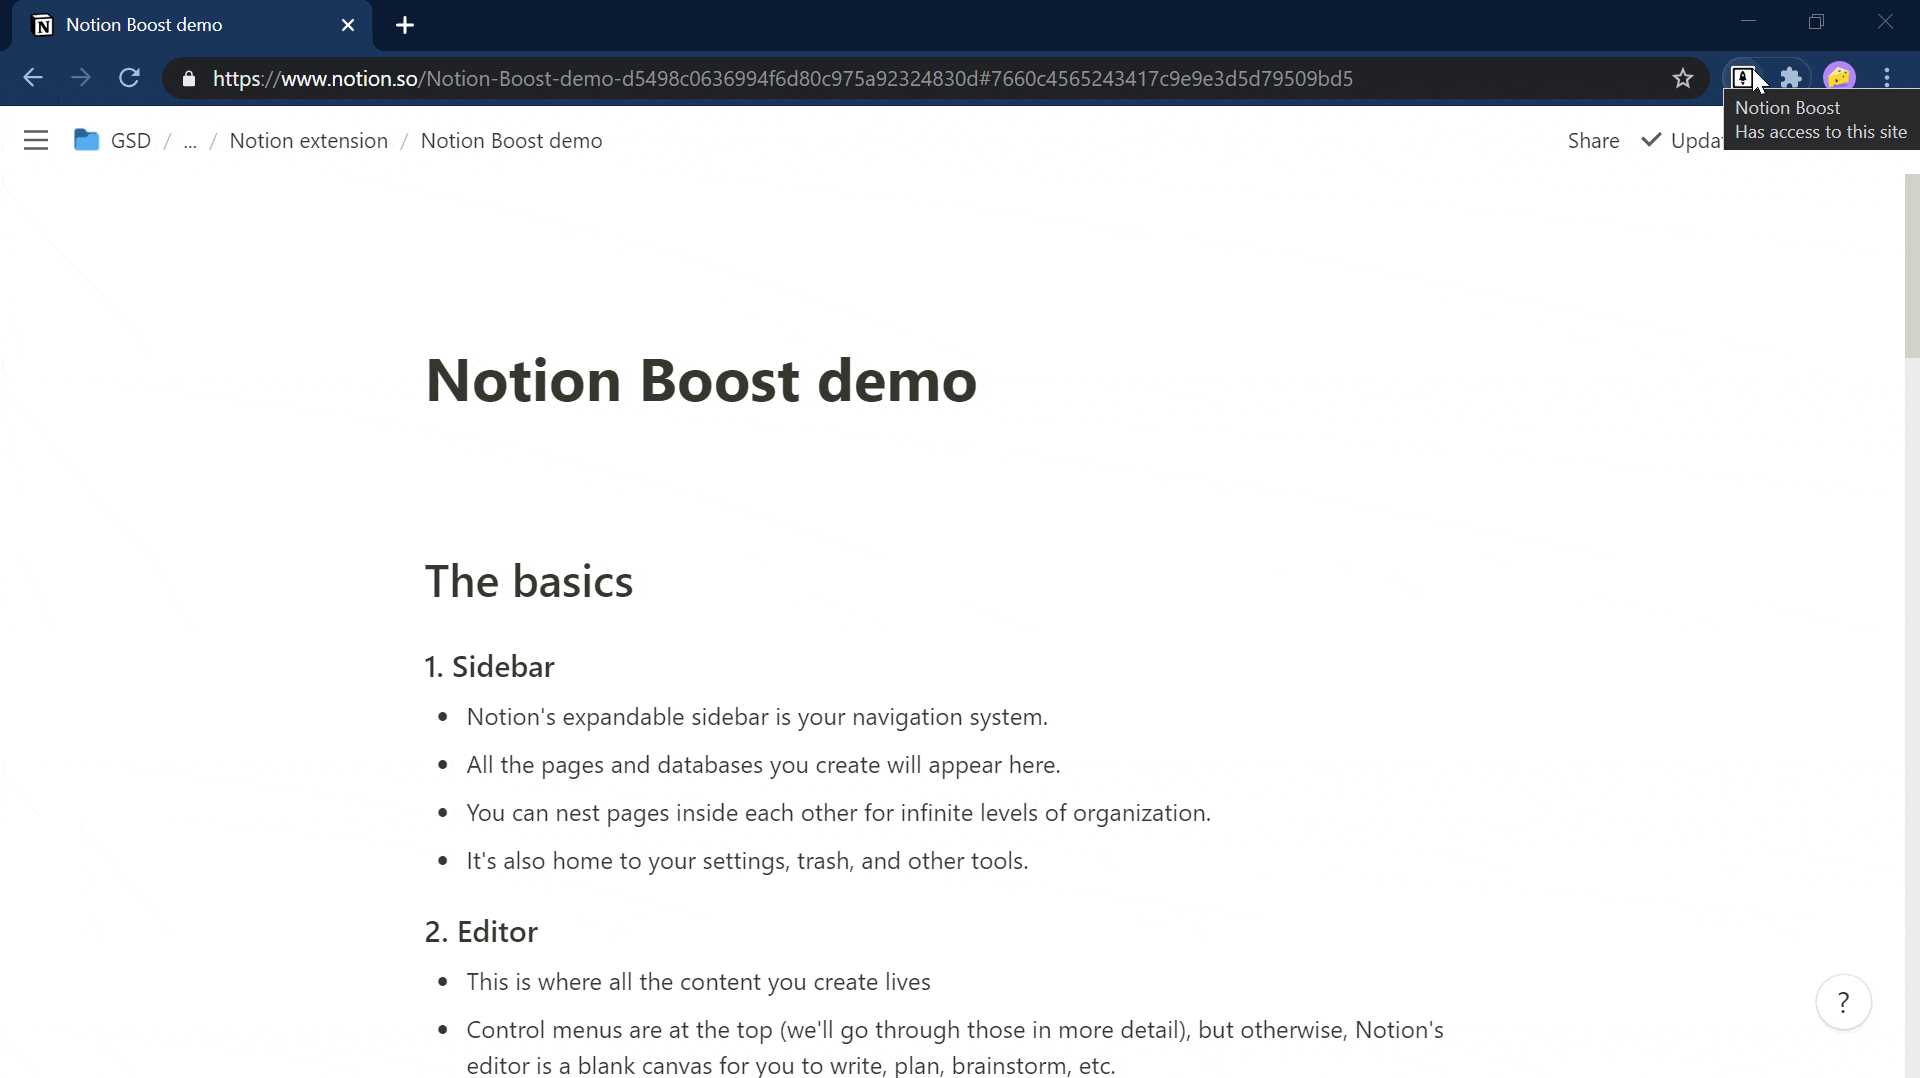 Notion Boost demo
https://www.notion.so/Notion-Boost-demo-d5498c0636994f6d80c975a92324830d#7660c4565243417c9e9e3d5d79509bd5
Notion Boost
Has access to this site
GSD / ... / Notion extension / Notion Boost demo
Share
Notion Boost demo
The basics
1. Sidebar
• Notion's expandable sidebar is your navigation system.
• All the pages and databases you create will appear here.
• You can nest pages inside each other for infinite levels of organization.
• It's also home to your settings, trash, and other tools.
2. Editor
• This is where all the content you create lives
• Control menus are at the top (we'll go through those in more detail), but otherwise, Notion's
editor is a blank canvas for you to write, plan, brainstorm, etc.
?